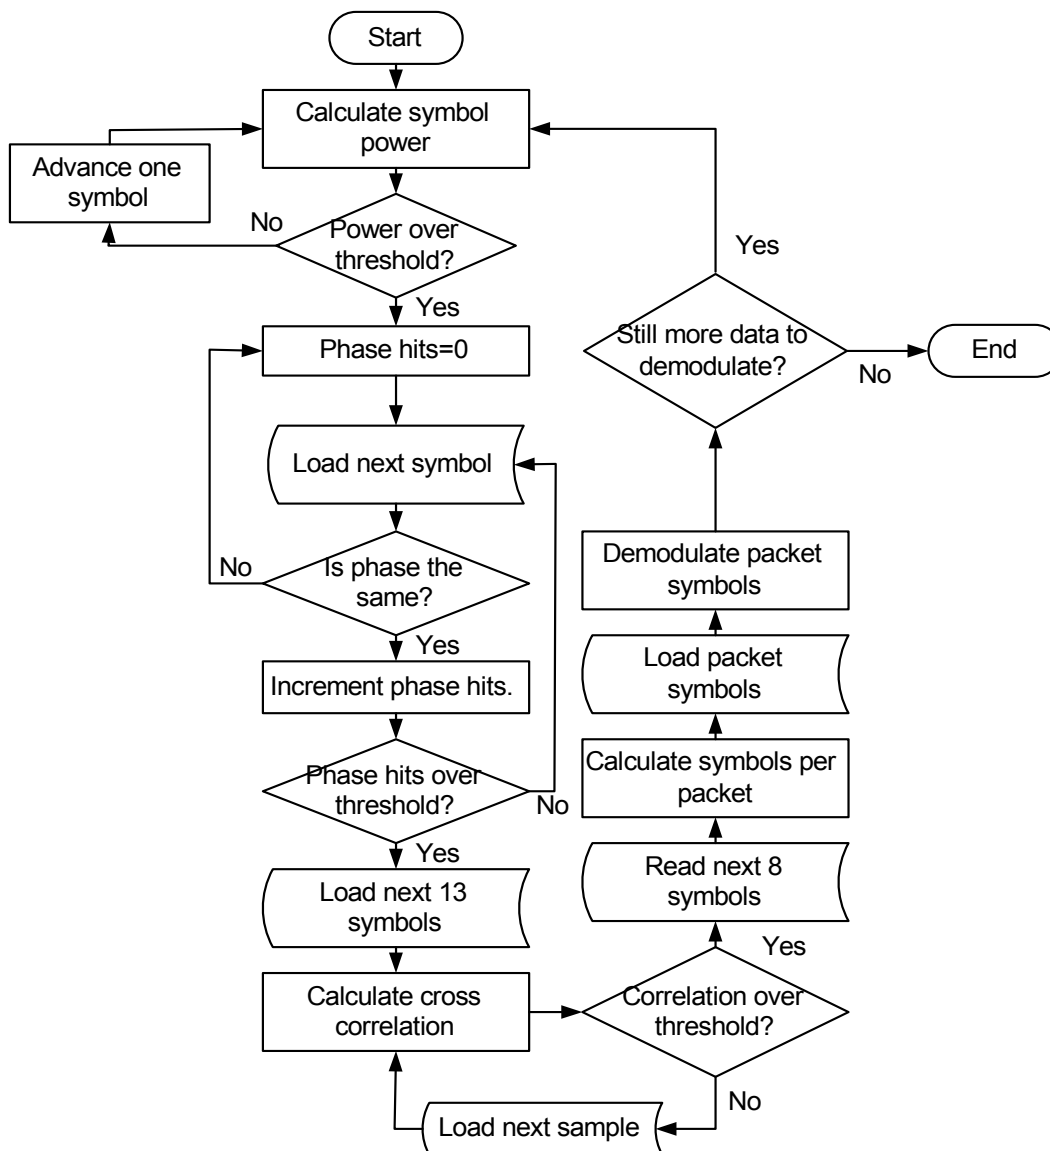 Start
Calculate symbol
power
Advance one
symbol
No
Power over
threshold?
Yes
Phase hits=0
Load next symbol
No
Is phase the
same?
Yes
Increment phase hits.
Phase hits over
threshold?
No
Yes
Load next 13
symbols
Calculate cross
correlation
Correlation over
threshold?
No
Load next sample
Yes
Read next 8
symbols
Calculate symbols per
packet
Load packet
symbols
Demodulate packet
symbols
Still more data to
demodulate?
Yes
No
End